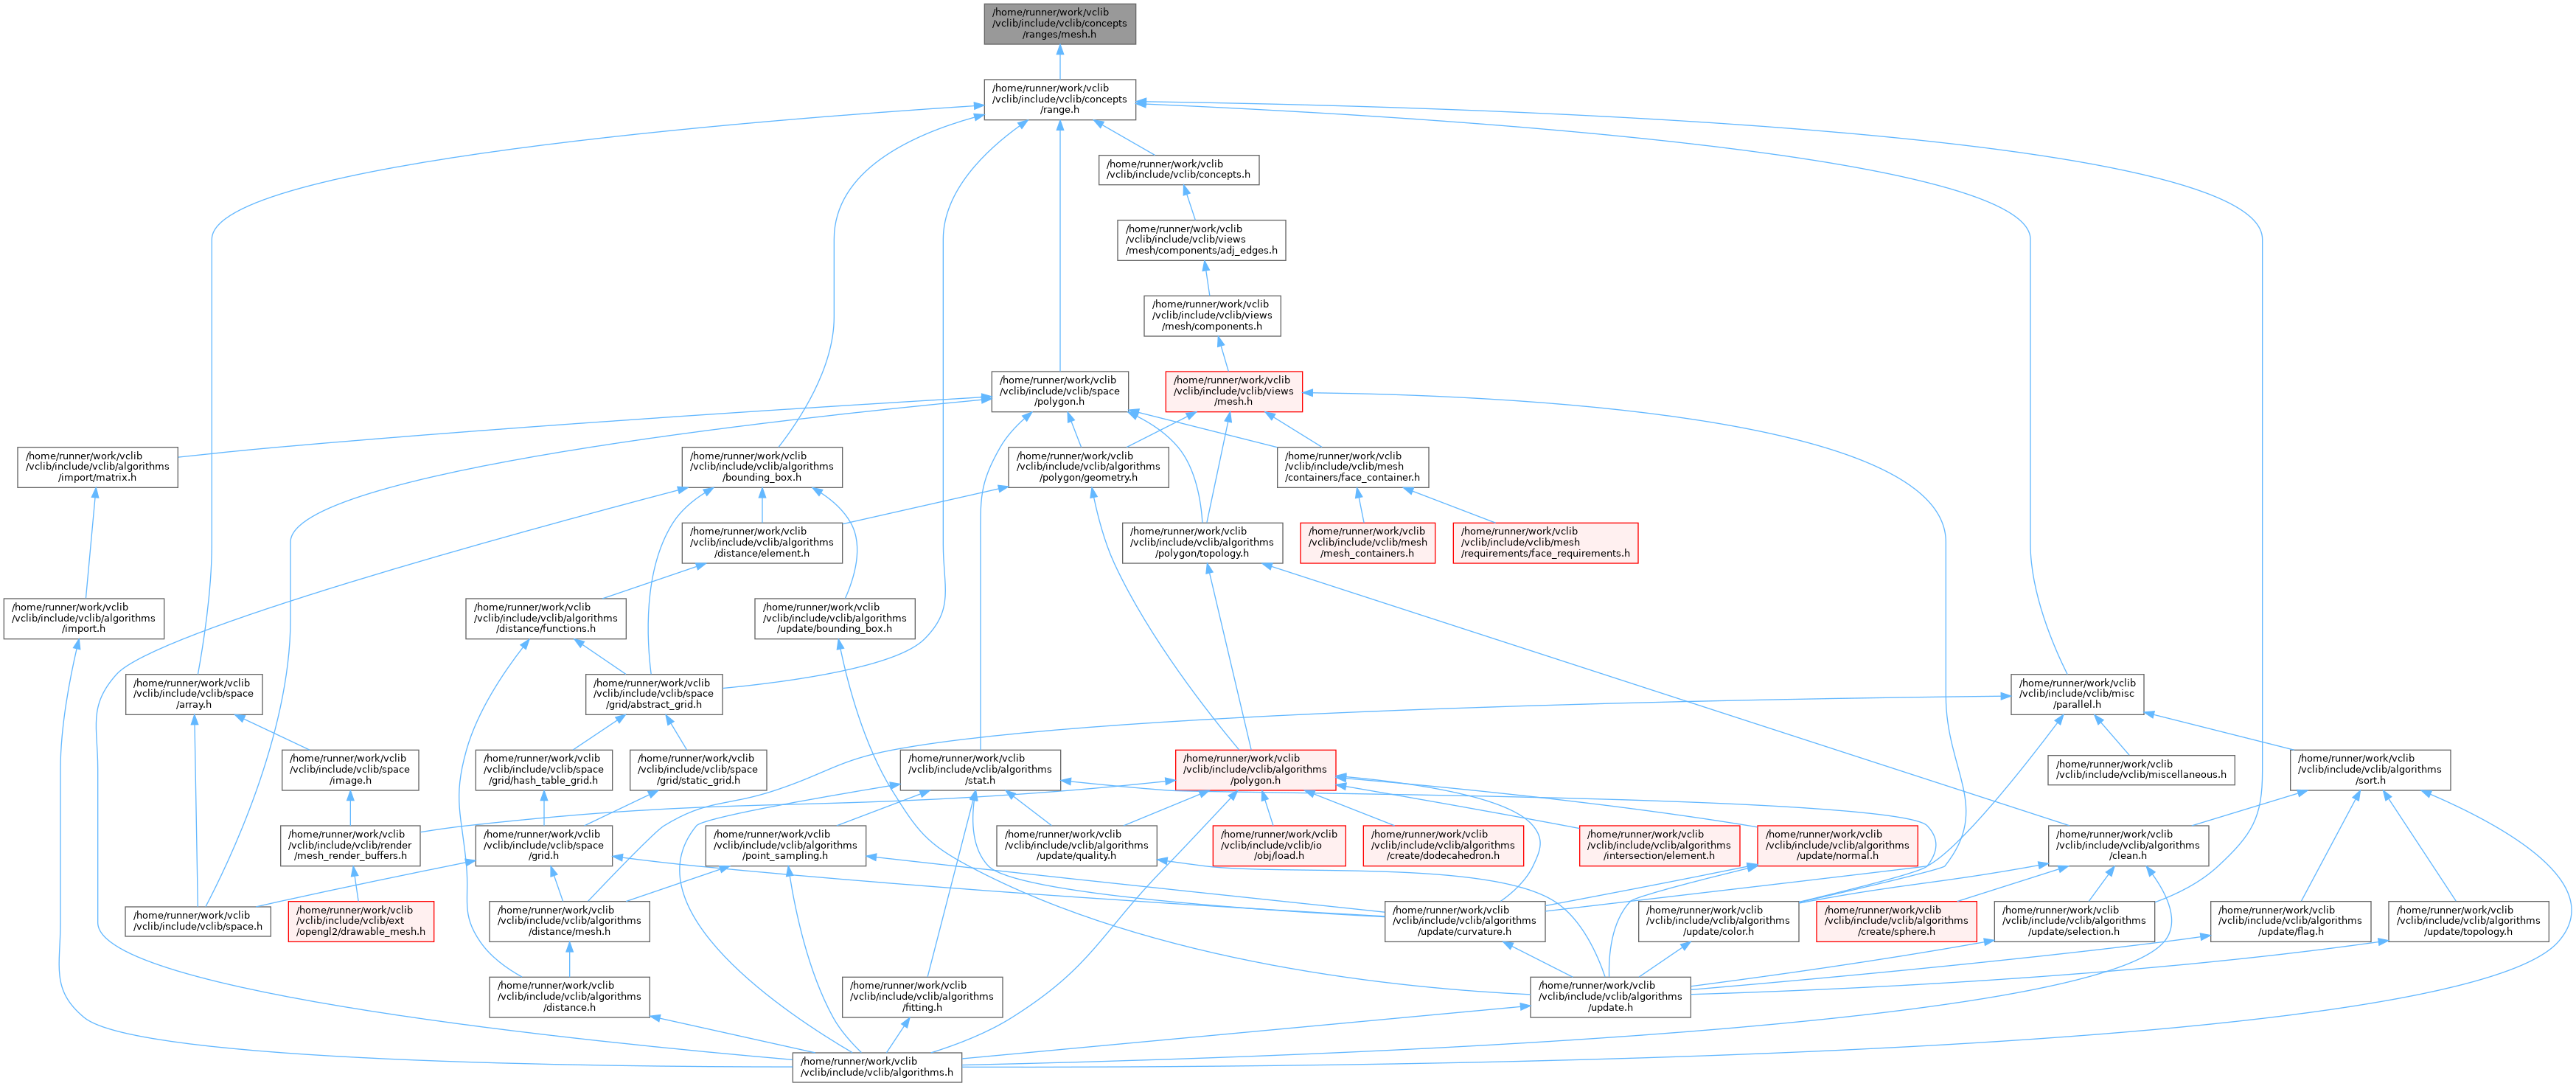 /home/runner/work/vclib
/vclib/include/vclib/concepts
/ranges/mesh.h
/home/runner/work/vclib
/vclib/include/vclib/concepts
/range.h
/home/runner/work/vclib
/vclib/include/vclib/concepts.h
/home/runner/work/vclib
/vclib/include/vclib/views
/mesh/components/adj_edges.h
/home/runner/work/vclib
/vclib/include/vclib/views
/mesh/components.h
/home/runner/work/vclib
/vclib/include/vclib/space
/polygon.h
/home/runner/work/vclib
/vclib/include/vclib/views
/mesh.h
/home/runner/work/vclib
/vclib/include/vclib/algorithms
/import/matrix.h
/home/runner/work/vclib
/vclib/include/vclib/algorithms
/bounding_box.h
/home/runner/work/vclib
/vclib/include/vclib/algorithms
/polygon/geometry.h
/home/runner/work/vclib
/vclib/include/vclib/mesh
/containers/face_container.h
/home/runner/work/vclib
/vclib/include/vclib/algorithms
/distance/element.h
/home/runner/work/vclib
/vclib/include/vclib/algorithms
/polygon/topology.h
/home/runner/work/vclib
/vclib/include/vclib/mesh
/mesh_containers.h
/home/runner/work/vclib
/vclib/include/vclib/mesh
/requirements/face_requirements.h
/home/runner/work/vclib
/vclib/include/vclib/algorithms
/import.h
/home/runner/work/vclib
/vclib/include/vclib/algorithms
/distance/functions.h
/home/runner/work/vclib
/vclib/include/vclib/algorithms
/update/bounding_box.h
/home/runner/work/vclib
/vclib/include/vclib/space
/array.h
/home/runner/work/vclib
/vclib/include/vclib/space
/grid/abstract_grid.h
/home/runner/work/vclib
/vclib/include/vclib/misc
/parallel.h
/home/runner/work/vclib
/vclib/include/vclib/space
/image.h
/home/runner/work/vclib
/vclib/include/vclib/space
/grid/hash_table_grid.h
/home/runner/work/vclib
/vclib/include/vclib/space
/grid/static_grid.h
/home/runner/work/vclib
/vclib/include/vclib/algorithms
/stat.h
/home/runner/work/vclib
/vclib/include/vclib/algorithms
/polygon.h
/home/runner/work/vclib
/vclib/include/vclib/miscellaneous.h
/home/runner/work/vclib
/vclib/include/vclib/algorithms
/sort.h
/home/runner/work/vclib
/vclib/include/vclib/render
/mesh_render_buffers.h
/home/runner/work/vclib
/vclib/include/vclib/space
/grid.h
/home/runner/work/vclib
/vclib/include/vclib/algorithms
/point_sampling.h
/home/runner/work/vclib
/vclib/include/vclib/algorithms
/update/quality.h
/home/runner/work/vclib
/vclib/include/vclib/io
/obj/load.h
/home/runner/work/vclib
/vclib/include/vclib/algorithms
/create/dodecahedron.h
/home/runner/work/vclib
/vclib/include/vclib/algorithms
/intersection/element.h
/home/runner/work/vclib
/vclib/include/vclib/algorithms
/update/normal.h
/home/runner/work/vclib
/vclib/include/vclib/algorithms
/clean.h
/home/runner/work/vclib
/vclib/include/vclib/space.h
/home/runner/work/vclib
/vclib/include/vclib/ext
/opengl2/drawable_mesh.h
/home/runner/work/vclib
/vclib/include/vclib/algorithms
/distance/mesh.h
/home/runner/work/vclib
/vclib/include/vclib/algorithms
/update/curvature.h
/home/runner/work/vclib
/vclib/include/vclib/algorithms
/update/color.h
/home/runner/work/vclib
/vclib/include/vclib/algorithms
/create/sphere.h
/home/runner/work/vclib
/vclib/include/vclib/algorithms
/update/selection.h
/home/runner/work/vclib
/vclib/include/vclib/algorithms
/update/flag.h
/home/runner/work/vclib
/vclib/include/vclib/algorithms
/update/topology.h
/home/runner/work/vclib
/vclib/include/vclib/algorithms
/distance.h
/home/runner/work/vclib
/vclib/include/vclib/algorithms
/fitting.h
/home/runner/work/vclib
/vclib/include/vclib/algorithms
/update.h
/home/runner/work/vclib
/vclib/include/vclib/algorithms.h